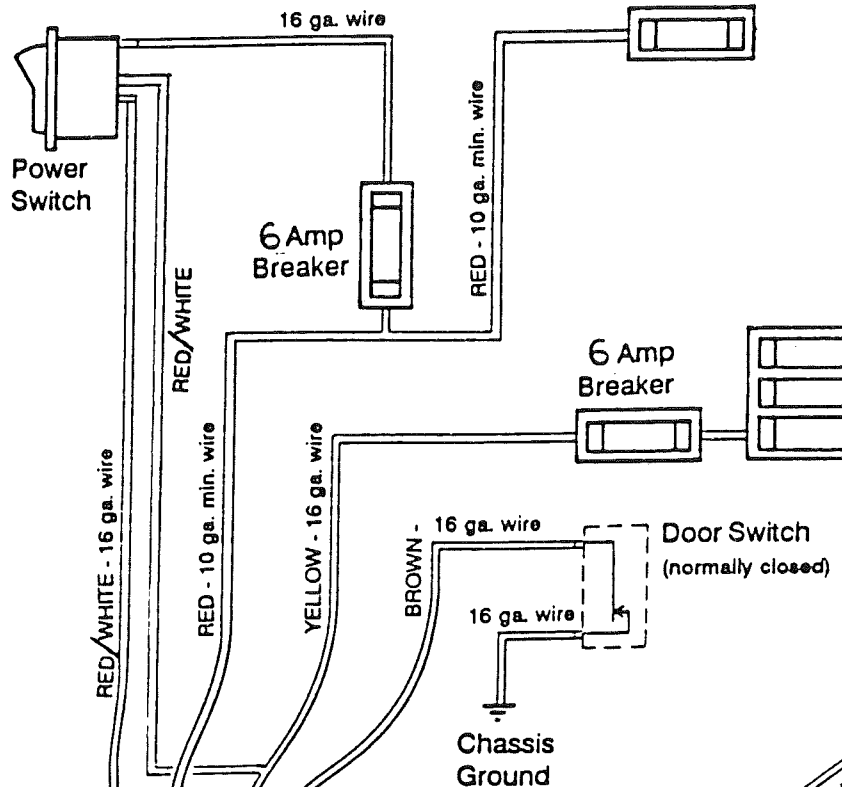 16 ga. wire
Power
Switch
6 Amp
Breaker
RED - 10 ga. min. wire
RED/WHITE
6 Amp
Breaker
RED/WHITE - 16 ga. wire
RED - 10 ga. min. wire
YELLOW - 16 ga. wire
BROWN -
16 ga. wire
Door Switch
(normally closed)
16 ga. wire
Chassis
Ground